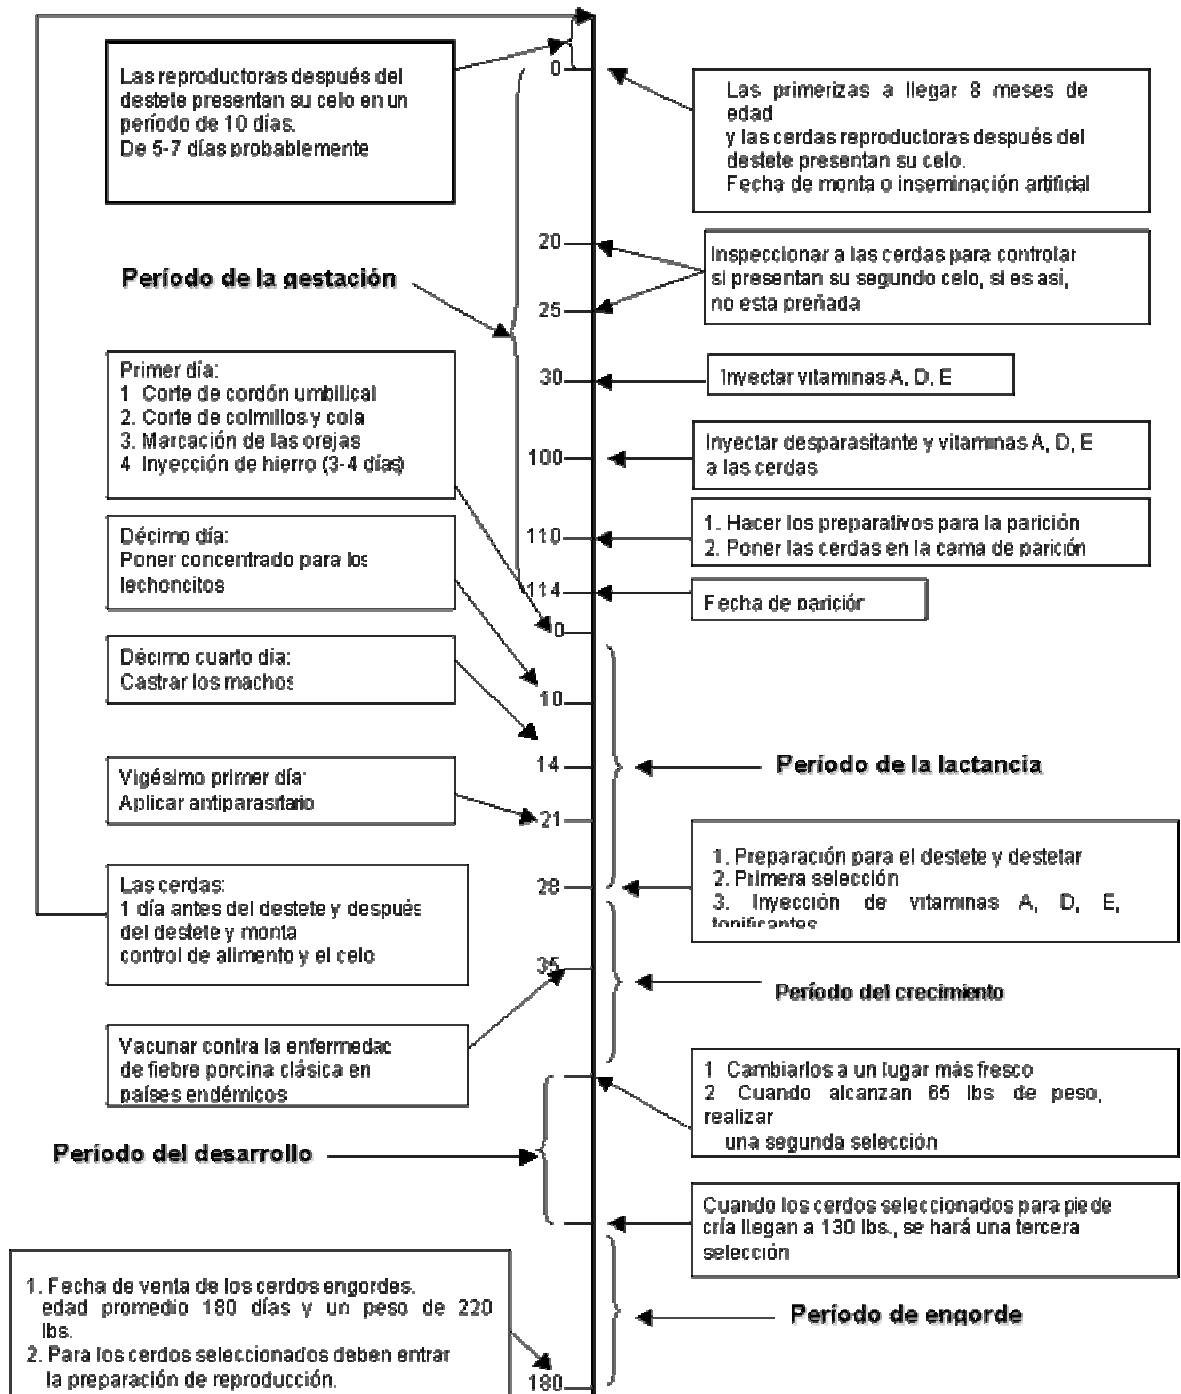 Las reproductoras después del
destete presentan su celo en un
período de 10 días.
De 5-7 días probablemente
0
Las primerizas a llegar 8 meses de
edad
y las cerdas reproductoras después del
destete presentan su celo.
Fecha de monta o inseminación artificial
20
Inspeccionar a las cerdas para controlar
si presentan su segundo celo, si es así,
no esta preñada
Período de la gestación
25
30
Inyectar vitaminas A, D, E
Primer día:
1 Corte de cordón umbilical
2. Corte de colmillos y cola
3. Marcación de las orejas
4 Inyección de hierro (3-4 días)
100
Inyectar desparasitante y vitaminas A, D, E
a las cerdas
110
1. Hacer los preparativos para la parición
2. Poner las cerdas en la cama de parición
Décimo día:
Poner concentrado para los
lechoncitos
114
Fecha de parición
0
Décimo cuarto día:
Castrar los machos
10
14
Período de la lactancia
Vigésimo primer día:
Aplicar antiparasitario
21
28
1. Preparación para el destete y destetar
2. Primera selección
3. Inyección de vitaminas A, D, E,
tonificantes
Las cerdas:
1 día antes del destete y después
del destete y monta
control de alimento y el celo
35
Período del crecimiento
Vacunar contra la enfermedad
de fiebre porcina clásica en
países endémicos
1 Cambiarlos a un lugar más fresco
2 Cuando alcanzan 65 lbs de peso,
realizar
una segunda selección
Período del desarrollo
Cuando los cerdos seleccionados para pie de
cría llegan a 130 lbs., se hará una tercera
selección
1. Fecha de venta de los cerdos engordes.
edad promedio 180 días y un peso de 220
lbs.
2. Para los cerdos seleccionados deben entrar
la preparación de reproducción.
Período de engorde
180